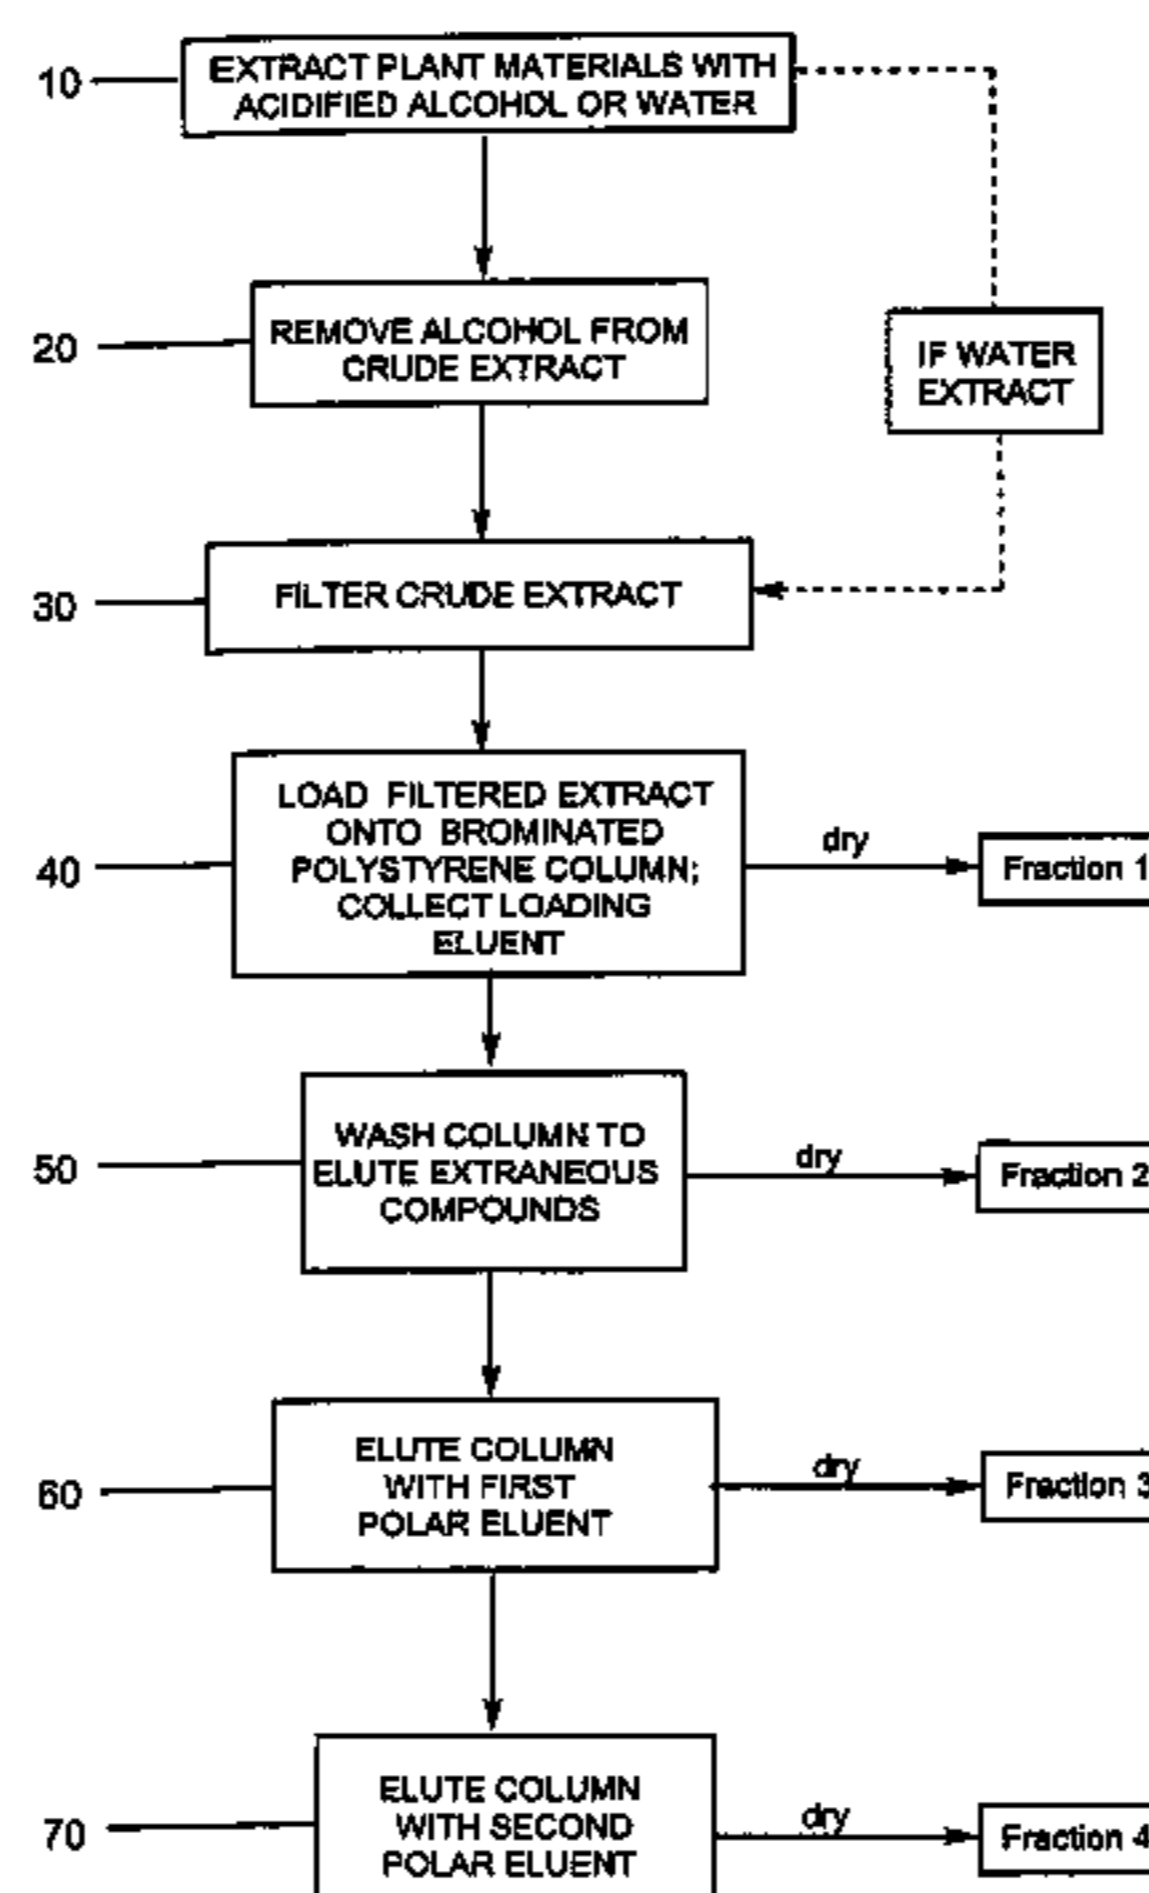 10
EXTRACT PLANT MATERIALS WITH
ACIDIFIED ALCOHOL OR WATER
20
REMOVE ALCOHOL FROM
CRUDE EXTRACT
IF WATER
EXTRACT
30
FILTER CRUDE EXTRACT
40
LOAD FILTERED EXTRACT
ONTO BROMINATED
POLYSTYRENE COLUMN;
COLLECT LOADING
ELUENT
dry
Fraction 1
50
WASH COLUMN TO
ELUTE EXTRANEOUS
COMPOUNDS
dry
Fraction 2
60
ELUTE COLUMN
WITH FIRST
POLAR ELUENT
dry
Fraction 3
70
ELUTE COLUMN
WITH SECOND
POLAR ELUENT
dry
Fraction 4